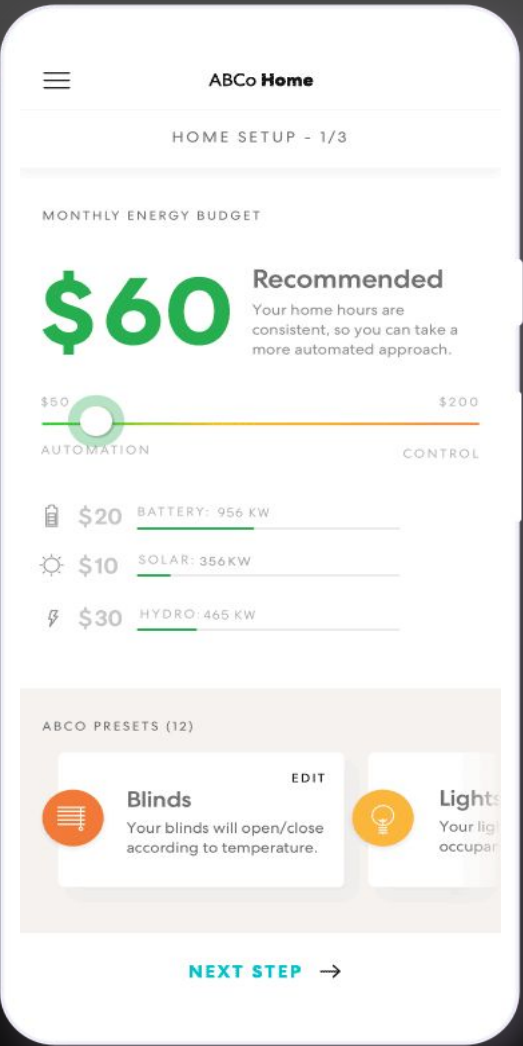 ABCo Home
HOME SETUP - 1/3
MONTHLY ENERGY BUDGET
$60
Recommended
Your home hours are
consistent, so you can take a
more automated approach.
$50
$200
AUTOMATION
CONTROL
$20 BATTERY: 956 KW
$10 SOLAR: 356KW
$30 HYDRO: 465 KW
ABCO PRESETS (12)
EDIT
Blinds
Your blinds will open/close
according to temperature.
Lights
Your lig
occupan
NEXT STEP →